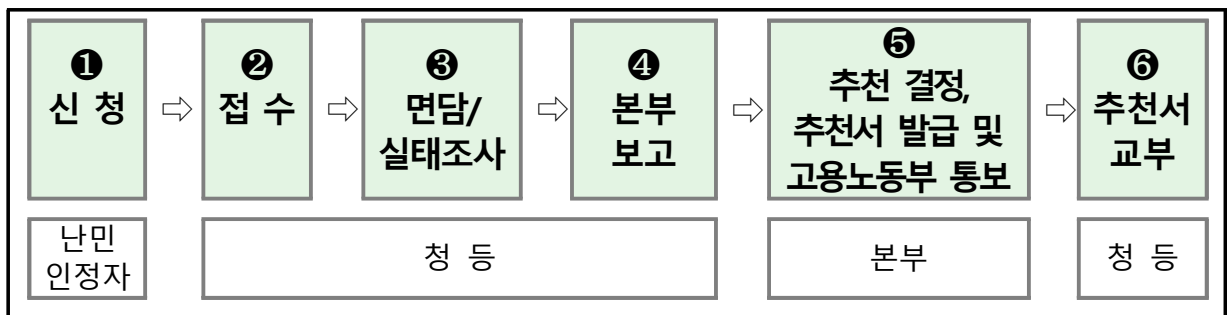 ❶
신 청
⇨
❷
접 수
⇨
❸
면담/
실태조사
⇨
❹
본부
보고
⇨
❺
추천 결정,
추천서 발급 및
고용노동부 통보
⇨
❻
추천서
교부
난민
인정자
청 등
본부
청 등